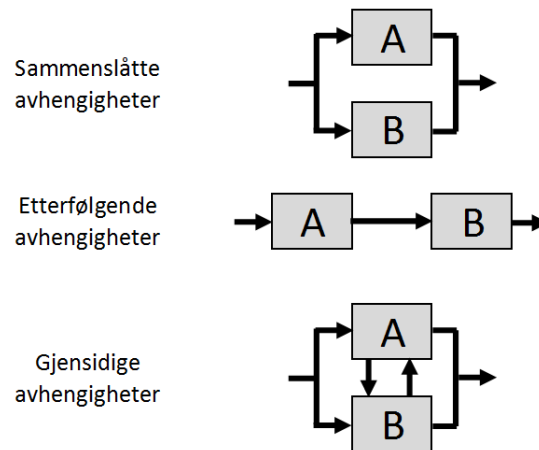 Sammenslåtte
avhengigheter
A
B
Etterfølgende
avhengigheter
A
B
Gjensidige
avhengigheter
A
B